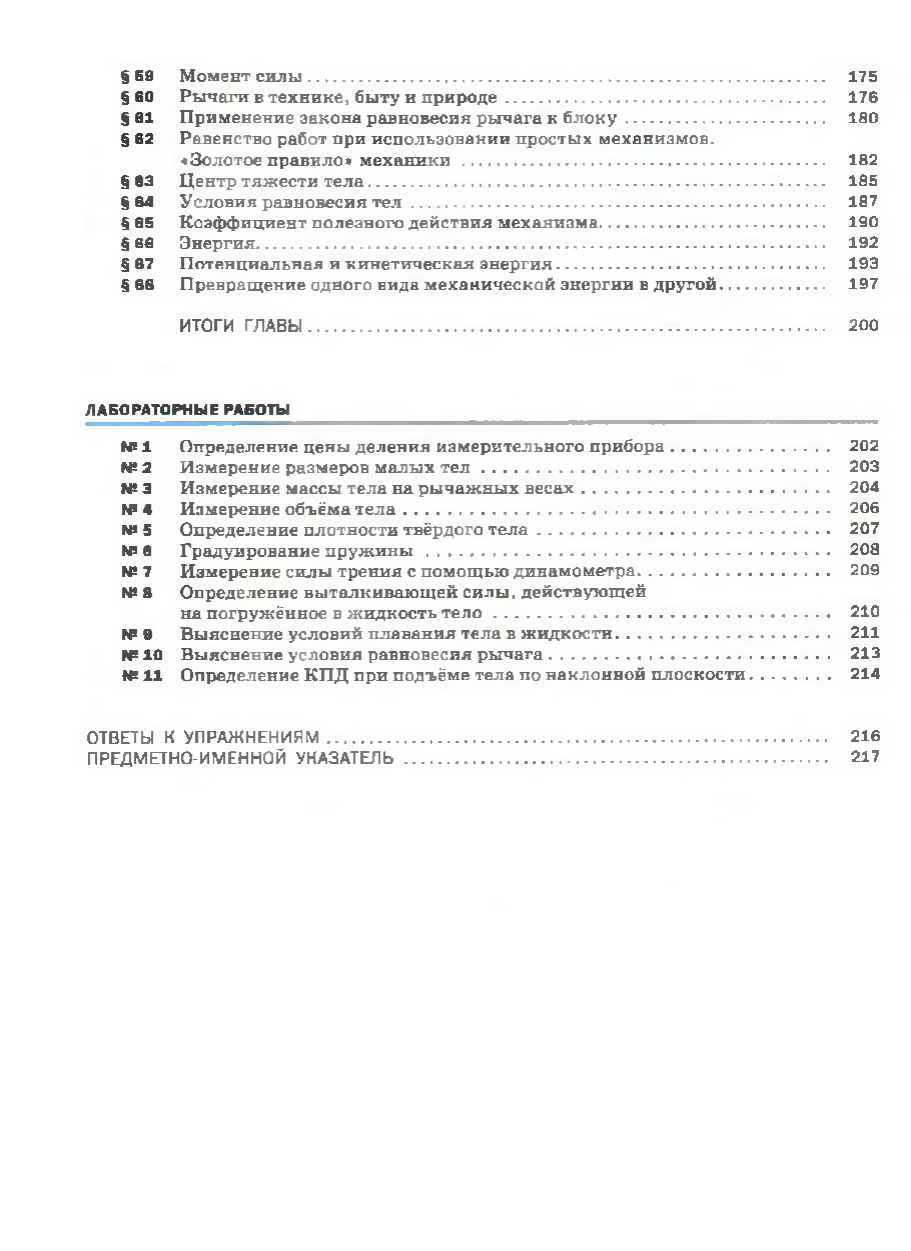 § 59 Момент силы 175
§ 60 Рычаги в технике, быту и природе 176
§ 61 Применение закона равновесия рычага к блоку 180
§ 62 Равенство работ при использовании простых механизмов.
«Золотое правило» механики 182
§ 63 Центр тяжести тела 185
§ 64 Условия равновесия тел 187
§ 65 Коэффициент полезного действия механизма 190
§ 66 Энергия 192
§ 67 Потенциальная и кинетическая энергия 193
§ 68 Превращение одного вида механической энергии в другой 197
ИТОГИ ГЛАВЫ 200
ЛАБОРАТОРНЫЕ РАБОТЫ
№ 1 Определение цены деления измерительного прибора 202
№ 2 Измерение размеров малых тел 203
№ 3 Измерение массы тела на рычажных весах 204
№ 4 Измерение объёма тела 206
№ 5 Определение плотности твёрдого тела 207
№ 6 Градуирование пружины 208
№ 7 Измерение силы трения с помощью динамометра 209
№ 8 Определение выталкивающей силы, действующей
на погружённое в жидкость тело 210
№ 9 Выяснение условий плавания тела в жидкости 211
№ 10 Выяснение условия равновесия рычага 213
№ 11 Определение КПД при подъёме тела по наклонной плоскости 214
ОТВЕТЫ К УПРАЖНЕНИЯМ 216
ПРЕДМЕТНО-ИМЕННОЙ УКАЗАТЕЛЬ 217